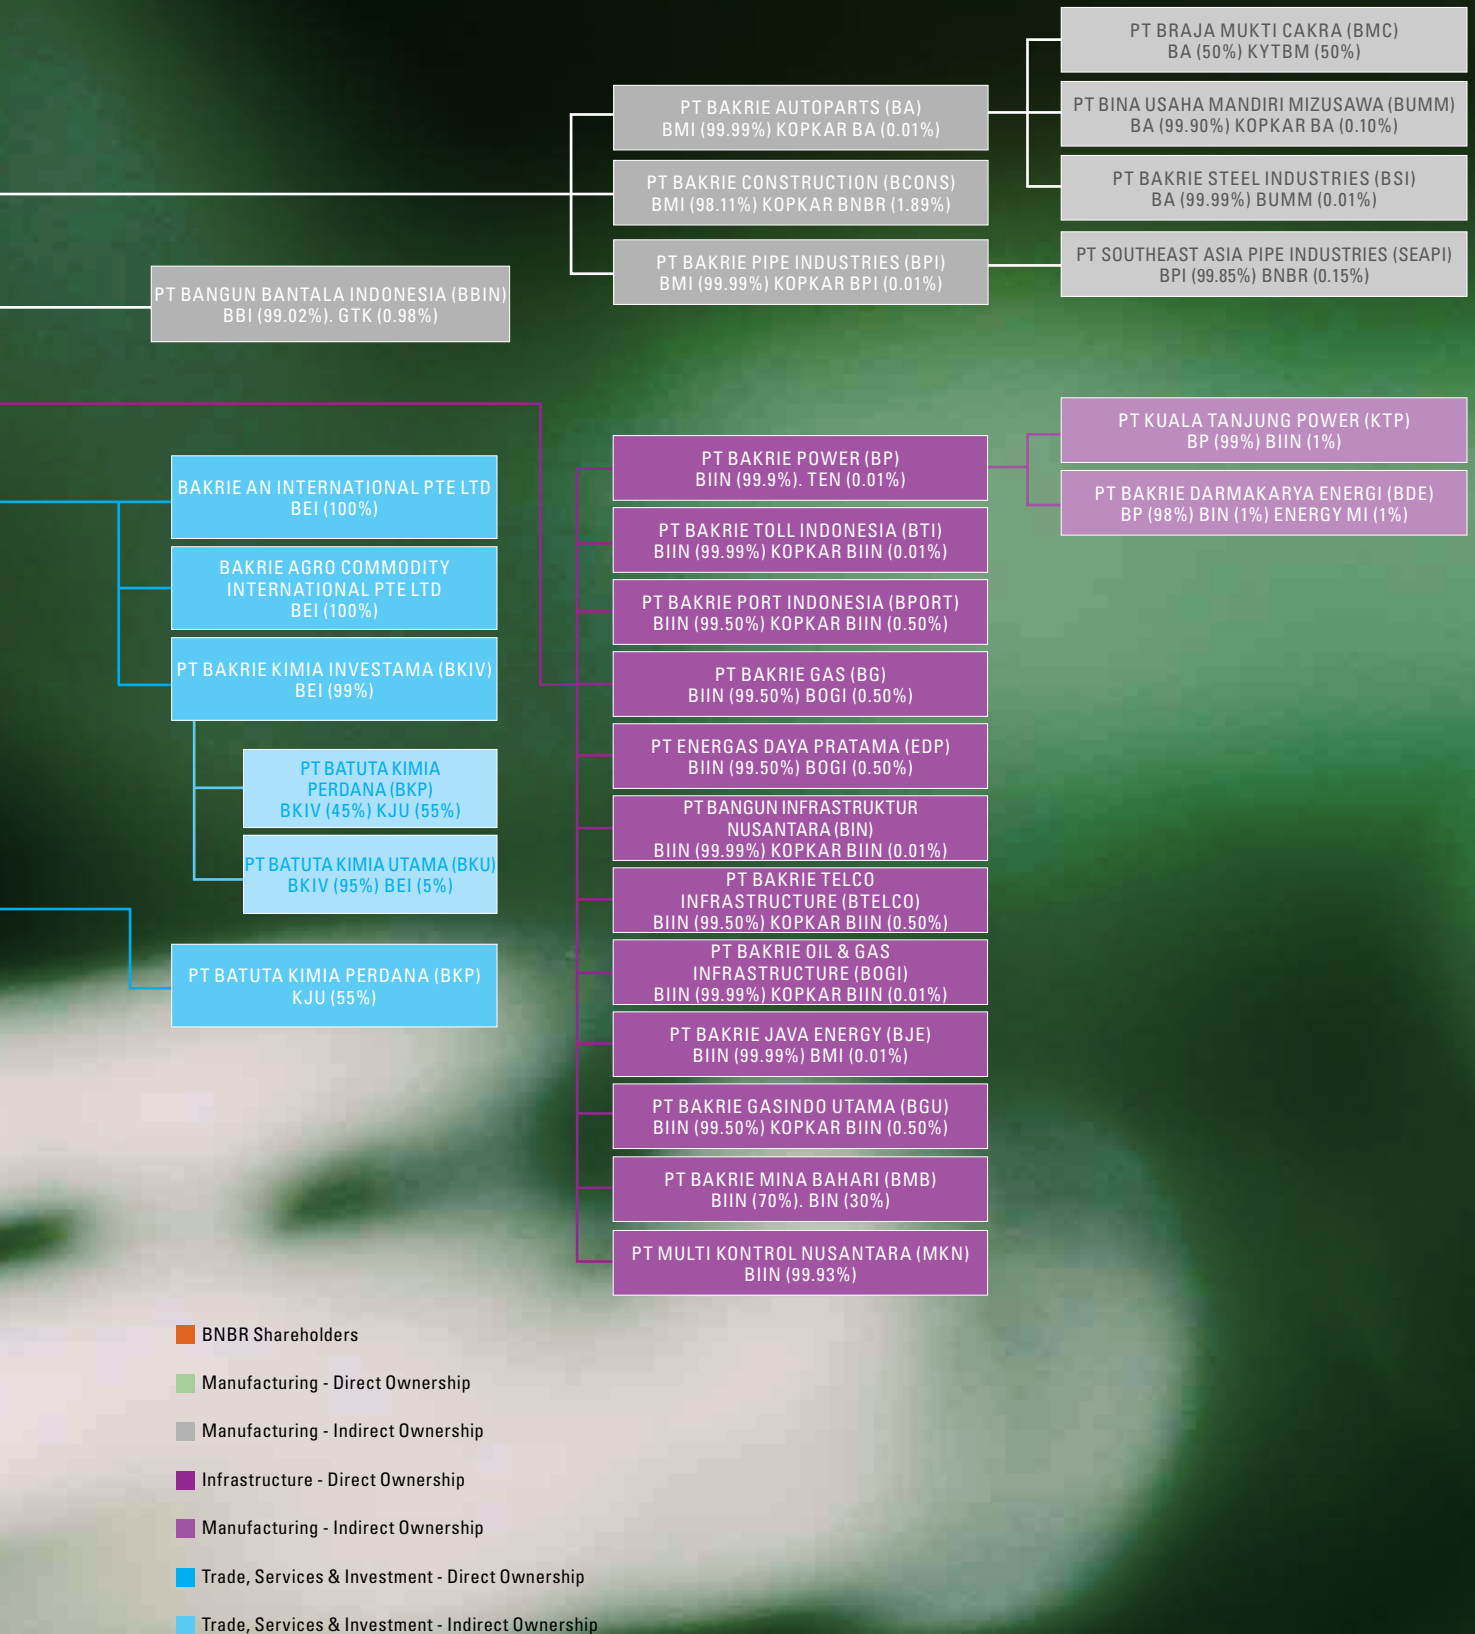 PT BRAJA MUKTI CAKRA (BMC)
BA (50%) KYTBM (50%)
PT BAKRIE AUTOPARTS (BA)
BMI (99.99%) KOPKAR BA (0.01%)
PT BINA USAHA MANDIRI MIZUSAWA (BUMM)
BA (99.90%) KOPKAR BA (0.10%)
PT BAKRIE CONSTRUCTION (BCONS)
BMI (98.11%) KOPKAR BNBR (1.89%)
PT BAKRIE STEEL INDUSTRIES (BSI)
BA (99.99%) BUMM (0.01%)
PT BAKRIE PIPE INDUSTRIES (BPI)
BMI (99.99%) KOPKAR BPI (0.01%)
PT SOUTHEAST ASIA PIPE INDUSTRIES (SEAPI)
BPI (99.85%) BNBR (0.15%)
PT BANGUN BANTALA INDONESIA (BBIN)
BBI (99.02%). GTK (0.98%)
BAKRIE AN INTERNATIONAL PTE LTD
BEI (100%)
BAKRIE AGRO COMMODITY
INTERNATIONAL PTE LTD
BEI (100%)
PT BAKRIE KIMIA INVESTAMA (BKIV)
BEI (99%)
PT BATUTA KIMIA
PERDANA (BKP)
BKIV (45%) KJU (55%)
PT BATUTA KIMIA UTAMA (BKU)
BKIV (95%) BEI (5%)
PT BATUTA KIMIA PERDANA (BKP)
KJU (55%)
PT BAKRIE POWER (BP)
BIIN (99.9%). TEN (0.01%)
PT KUALA TANJUNG POWER (KTP)
BP (99%) BIIN (1%)
PT BAKRIE DARMAKARYA ENERGI (BDE)
BP (98%) BIN (1%) ENERGY MI (1%)
PT BAKRIE TOLL INDONESIA (BTI)
BIIN (99.99%) KOPKAR BIIN (0.01%)
PT BAKRIE PORT INDONESIA (BPORT)
BIIN (99.50%) KOPKAR BIIN (0.50%)
PT BAKRIE GAS (BG)
BIIN (99.50%) BOGI (0.50%)
PT ENERGAS DAYA PRATAMA (EDP)
BIIN (99.50%) BOGI (0.50%)
PT BANGUN INFRASTRUKTUR
NUSANTARA (BIN)
BIIN (99.99%) KOPKAR BIIN (0.01%)
PT BAKRIE TELCO
INFRASTRUCTURE (BTELCO)
BIIN (99.50%) KOPKAR BIIN (0.50%)
PT BAKRIE OIL & GAS
INFRASTRUCTURE (BOGI)
BIIN (99.99%) KOPKAR BIIN (0.01%)
PT BAKRIE JAVA ENERGY (BJE)
BIIN (99.99%) BMI (0.01%)
PT BAKRIE GASINDO UTAMA (BGU)
BIIN (99.50%) KOPKAR BIIN (0.50%)
PT BAKRIE MINA BAHARI (BMB)
BIIN (70%). BIN (30%)
PT MULTI KONTROL NUSANTARA (MKN)
BIIN (99.93%)
BNBR Shareholders
Manufacturing - Direct Ownership
Manufacturing - Indirect Ownership
Infrastructure - Direct Ownership
Manufacturing - Indirect Ownership
Trade, Services & Investment - Direct Ownership
Trade, Services & Investment - Indirect Ownership